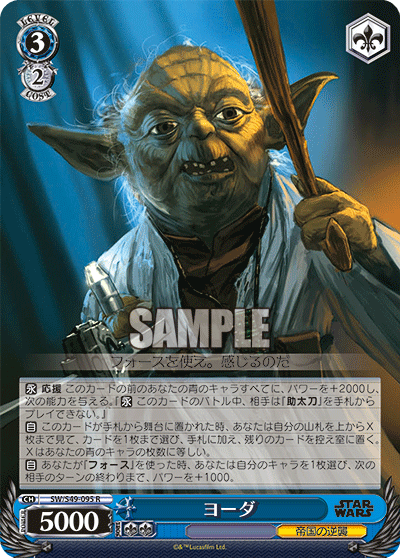 LEVEL
3
2
COST
SAMPLE
フォースを使え。感じるのだ
永 応援 このカードの前のあなたの青のキャラすべてに、パワーを＋2000し、
次の能力を与える。『永 このカードのバトル中、相手は『助太刀』を手札から
プレイできない。』
自 このカードが手札から舞台に置かれた時、あなたは自分の山札を上からX
枚まで見て、カードを1枚まで選び、手札に加え、残りのカードを控え室に置く。
Xはあなたのキャラの枚数に等しい。
自 あなたが「フォース」を使った時、あなたは自分のキャラを1枚選び、次の
相手のターンの終わりまで、パワーを＋1000。
CH
SW/S49-095 R
5000
ヨーダ
STAR WARS
帝国の逆襲
©&™Lucasfilm Ltd.